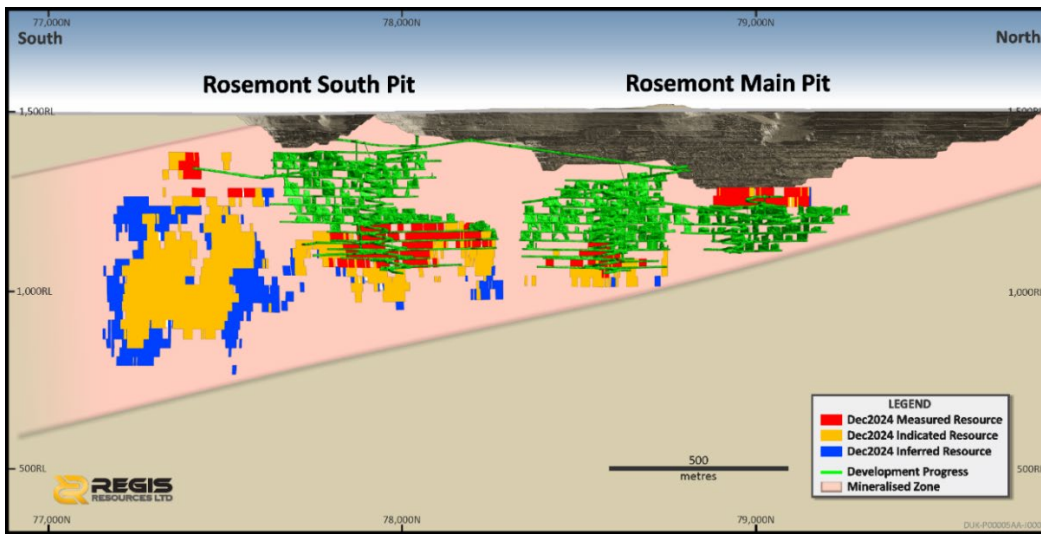 77,000N
78,000N
79,000N
South
North
Rosemont South Pit
Rosemont Main Pit
1,500RL
1,500RL
1,000RL
1,000RL
LEGEND
Dec2024 Measured Resource
Dec2024 Indicated Resource
Dec2024 Inferred Resource
Development Progress
Mineralised Zone
500
metres
500RL
500RL
REGIS
RESOURCES LTD
77,000N
78,000N
79,000N